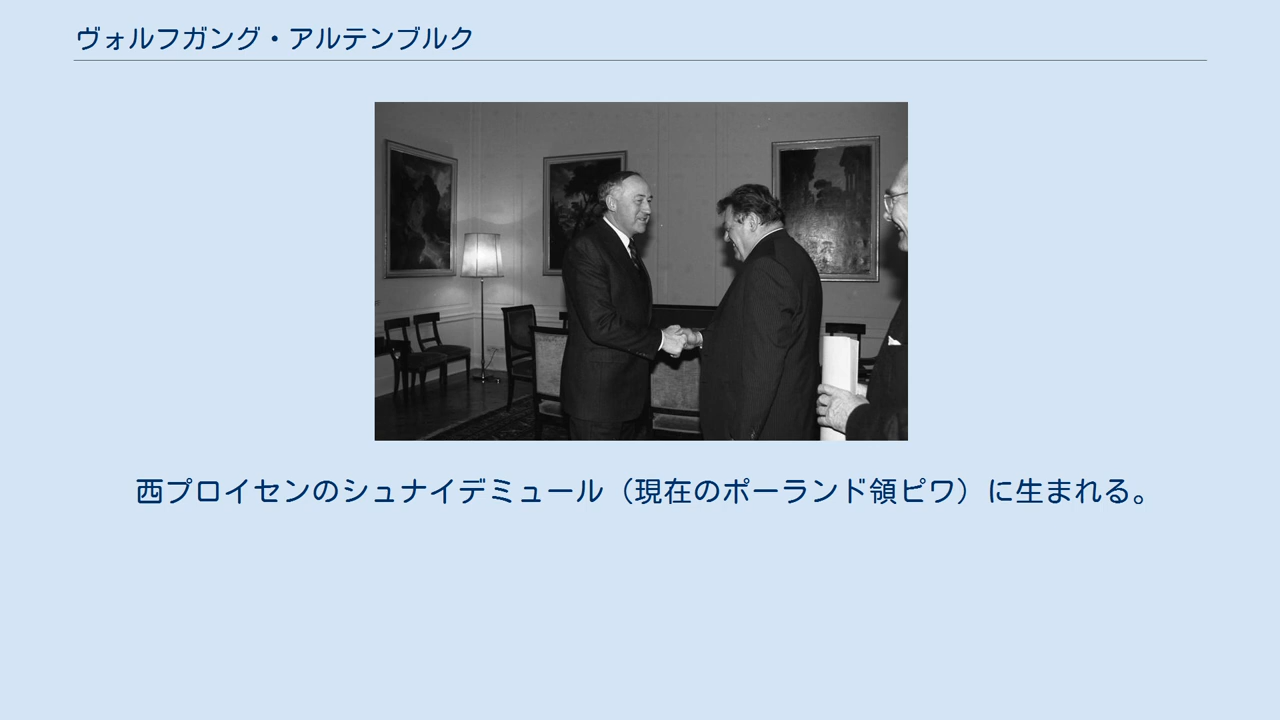 ヴォルフガング・アルテンブルク
西プロイセンのシュナイデミュール（現在のポーランド領ピワ）に生まれる。